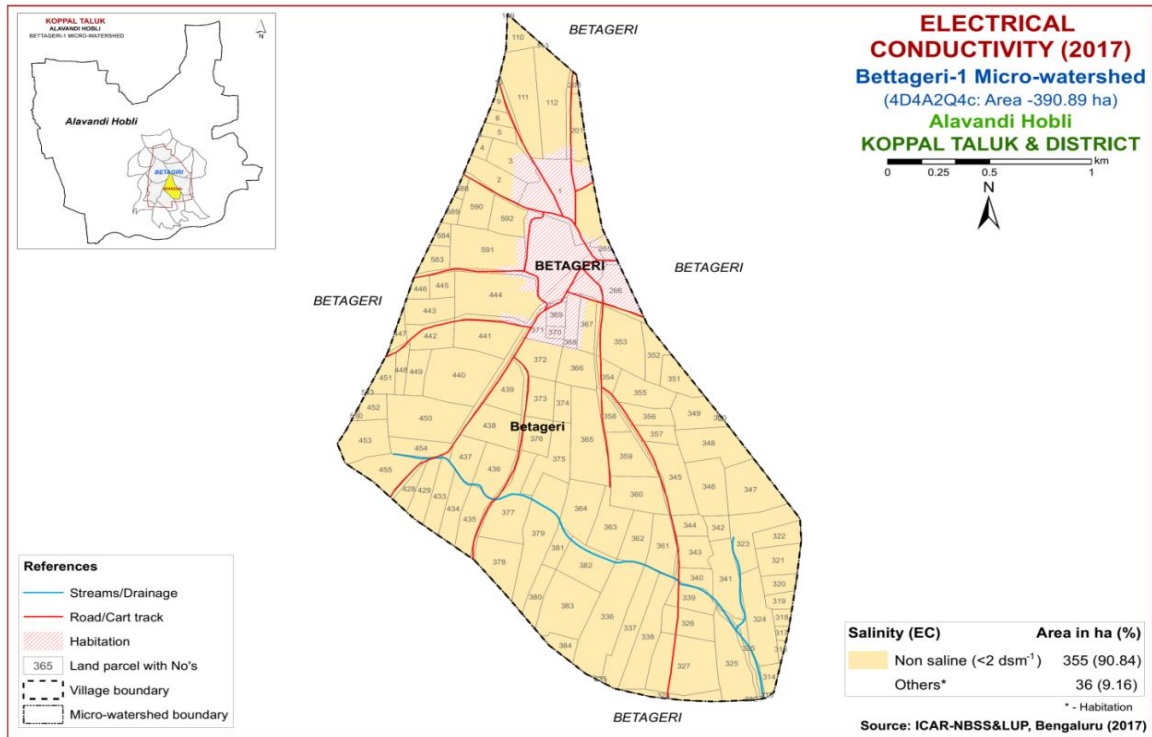 KOPPAL TALUK
ALAVANDI HOBLI
BETTAGERI-1 MICRO-WATERSHED
N
Alavandi Hobli
BETAGIRI
ELECTRICAL
CONDUCTIVITY (2017)
Bettageri-1 Micro-watershed
(4D4A2Q4c: Area -390.89 ha)
Alavandi Hobli
KOPPAL TALUK & DISTRICT
km
0 0.25 0.5 1
N
BETAGERI
110
111 112
9
6
5 201
4
3
2 1
590
589 592
584
591
583
BETAGERI
BETAGERI
265
266
446 445
444
BETAGERI
443
369
371 370 367
368
442 441
353
352
372
366
351
448 449 440
451
354
439
355
373 374
452
349
450
358 356
438
Betageri
357
348
453
376
365
454
359
437
375
345
455
436
347
346
428 429
433
360
434
377
364
435
344 342
363
379
362
323 322
381
361
343
321
378
382
340 341
320
380
339
319
383
336
324 318
326
337
338
384
325
327
314
BETAGERI
References
Streams/Drainage
Road/Cart track
Habitation
365 Land parcel with No's
Village boundary
Micro-watershed boundary
Salinity (EC) Area in ha (%)
Non saline (<2 dsm⁻¹) 355 (90.84)
Others* 36 (9.16)
* - Habitation
Source: ICAR-NBSS&LUP, Bengaluru (2017)